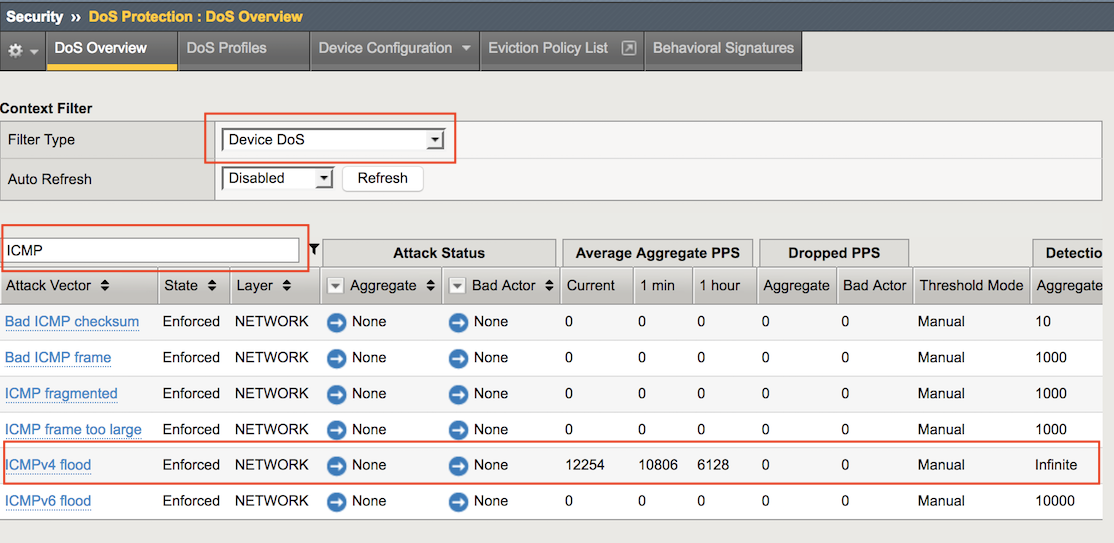 Security » DoS Protection : DoS Overview
DoS Overview DoS Profiles Device Configuration Eviction Policy List Behavioral Signatures
Context Filter
Filter Type Device DoS
Auto Refresh Disabled Refresh
ICMP Attack Status Average Aggregate PPS Dropped PPS Detectio
Attack Vector State Layer Aggregate Bad Actor Current 1 min 1 hour Aggregate Bad Actor Threshold Mode Aggregate
Bad ICMP checksum Enforced NETWORK None None 0 0 0 0 0 Manual 10
Bad ICMP frame Enforced NETWORK None None 0 0 0 0 0 Manual 1000
ICMP fragmented Enforced NETWORK None None 0 0 0 0 0 Manual 1000
ICMP frame too large Enforced NETWORK None None 0 0 0 0 0 Manual 1000
ICMPv4 flood Enforced NETWORK None None 12254 10806 6128 0 0 Manual Infinite
ICMPv6 flood Enforced NETWORK None None 0 0 0 0 0 Manual 10000